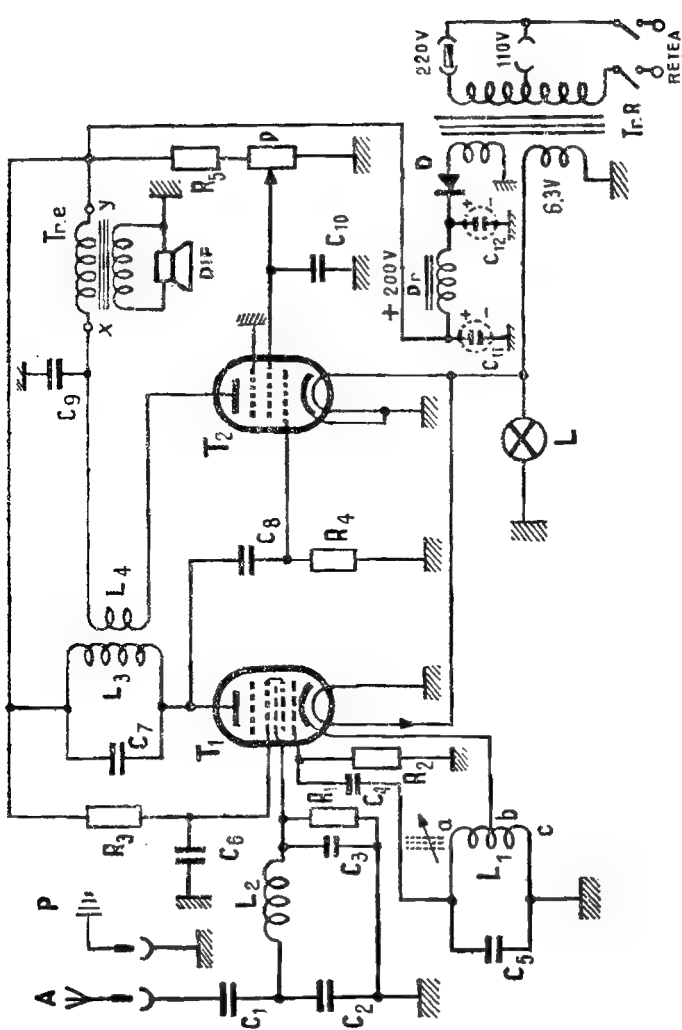 A
P
R3
C7
L3
L4
C9
Tr.e
x
y
DIF
T1
T2
C6
R5
P
L2
C1
C8
C2
C3
R1
R4
C10
C4
R2
+ 200V
Dr
D
220V
a
L1
b
c
C5
C11
+
-
C12
+
-
110V
L
6.3V
Tr.R
RETEA